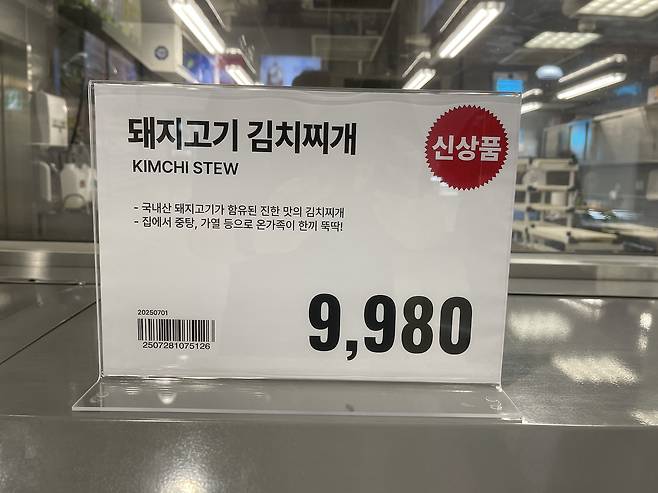 돼지고기 김치찌개
신상품
KIMCHI STEW
- 국내산 돼지고기가 함유된 진한 맛의 김치찌개
- 집에서 중탕, 가열 등으로 온가족이 한끼 뚝딱!
20250701
2507281075126
9,980